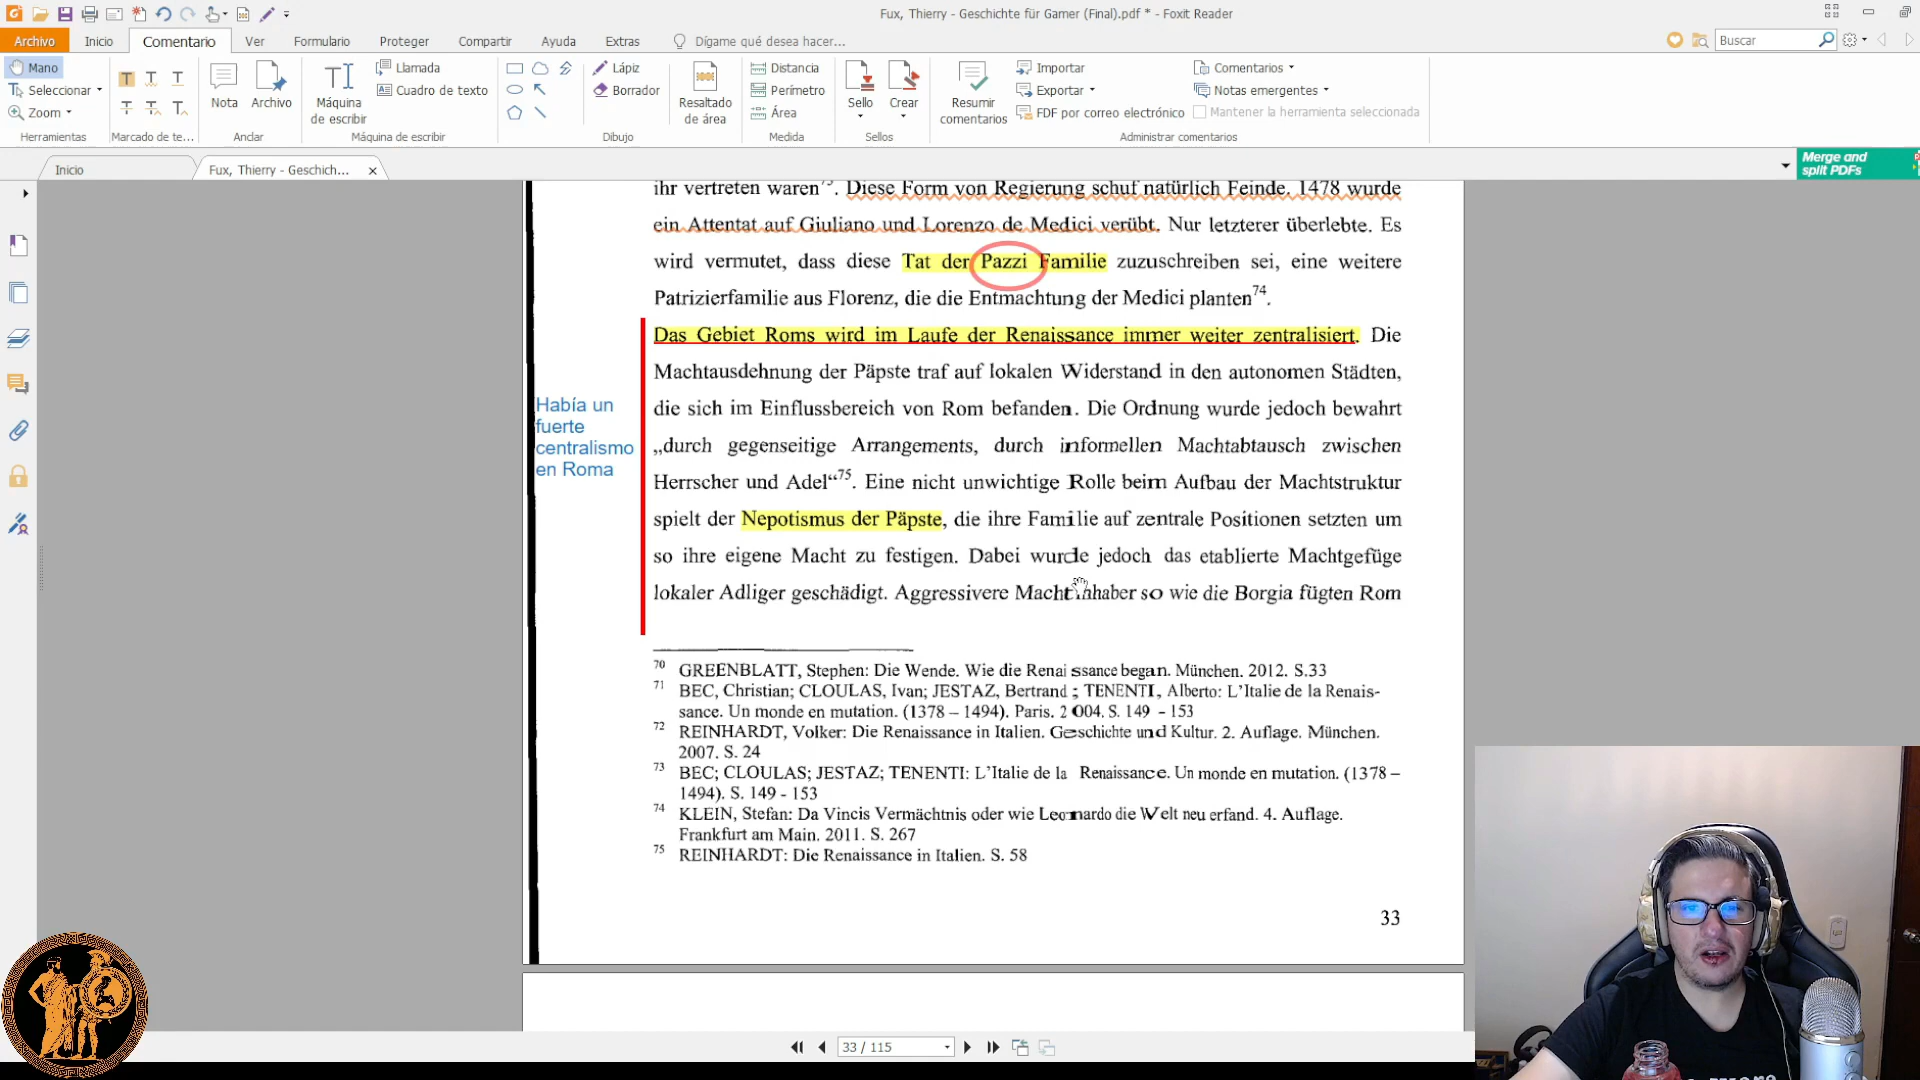 Fux, Thierry - Geschichte für Gamer (Final).pdf * - Foxit Reader
Archivo Inicio Comentario Ver Formulario Proteger Compartir Ayuda Extras Dígame qué desea hacer... Buscar
Mano
Seleccionar
Zoom
Herramientas
Marcado de te...
Nota Archivo
Anclar
Máquina de escribir
Llamada
Cuadro de texto
Máquina de escribir
Lápiz
Borrador
Dibujo
Resaltado de área
Distancia
Perímetro
Área
Medida
Sello Crear
Sellos
Resumir comentarios
Importar
Exportar
FDF por correo electrónico
Comentarios
Notas emergentes
Mantener la herramienta seleccionada
Administrar comentarios
Inicio Fux, Thierry - Geschich...
Merge and
split PDFs
ihr vertreten waren⁷³. Diese Form von Regierung schuf natürlich Feinde. 1478 wurde
ein Attentat auf Giuliano und Lorenzo de Medici verübt. Nur letzterer überlebte. Es
wird vermutet, dass diese Tat der Pazzi Familie zuzuschreiben sei, eine weitere
Patrizierfamilie aus Florenz, die die Entmachtung der Medici planten⁷⁴.
Das Gebiet Roms wird im Laufe der Renaissance immer weiter zentralisiert. Die
Machtausdehnung der Päpste traf auf lokalen Widerstand in den autonomen Städten,
die sich im Einflussbereich von Rom befanden. Die Ordnung wurde jedoch bewahrt
„durch gegenseitige Arrangements, durch informellen Machtabtausch zwischen
Herrscher und Adel“⁷⁵. Eine nicht unwichtige Rolle beim Aufbau der Machtstruktur
spielt der Nepotismus der Päpste, die ihre Familie auf zentrale Positionen setzten um
so ihre eigene Macht zu festigen. Dabei wurde jedoch das etablierte Machtgefüge
lokaler Adliger geschädigt. Aggressivere Machtinhaber so wie die Borgia fügten Rom
Había un
fuerte
centralismo
en Roma
70 GREENBLATT, Stephen: Die Wende. Wie die Renaissance began. München. 2012. S.33
71 BEC, Christian; CLOULAS, Ivan; JESTAZ, Bertrand ; TENENTI, Alberto: L’Italie de la Renais-
sance. Un monde en mutation. (1378 – 1494). Paris. 2004. S. 149 - 153
72 REINHARDT, Volker: Die Renaissance in Italien. Geschichte und Kultur. 2. Auflage. München.
2007. S. 24
73 BEC; CLOULAS; JESTAZ; TENENTI: L’Italie de la Renaissance. Un monde en mutation. (1378 –
1494). S. 149 - 153
74 KLEIN, Stefan: Da Vincis Vermächtnis oder wie Leonardo die Welt neu erfand. 4. Auflage.
Frankfurt am Main. 2011. S. 267
75 REINHARDT: Die Renaissance in Italien. S. 58
33
33 / 115